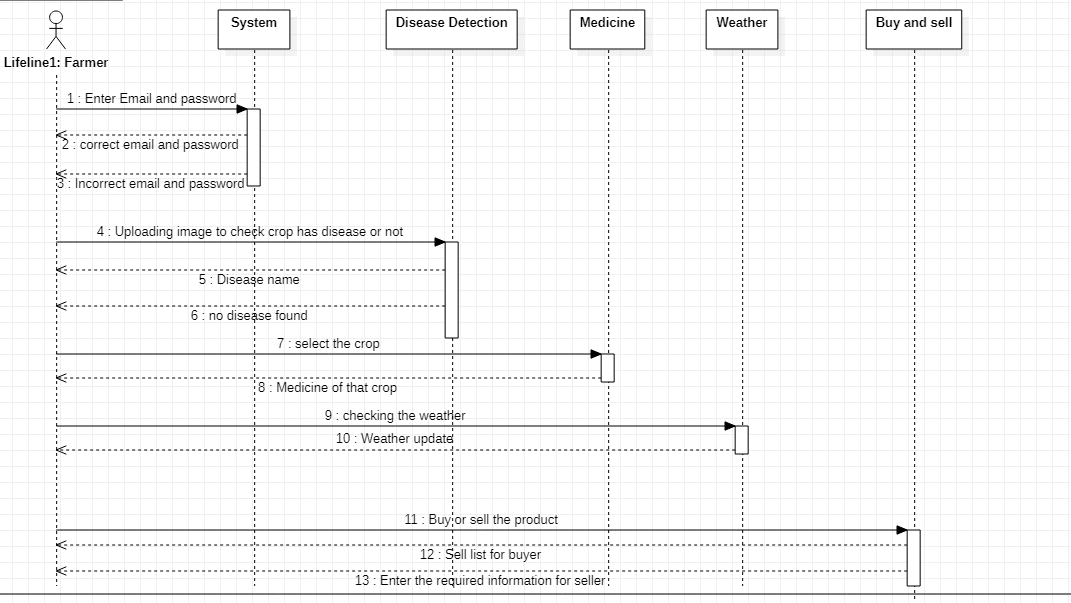 System
Disease Detection
Medicine
Weather
Buy and sell
Lifeline1: Farmer
1 : Enter Email and password
2 : correct email and password
3 : Incorrect email and password
4 : Uploading image to check crop has disease or not
5 : Disease name
6 : no disease found
7 : select the crop
8 : Medicine of that crop
9 : checking the weather
10 : Weather update
11 : Buy or sell the product
12 : Sell list for buyer
13 : Enter the required information for seller